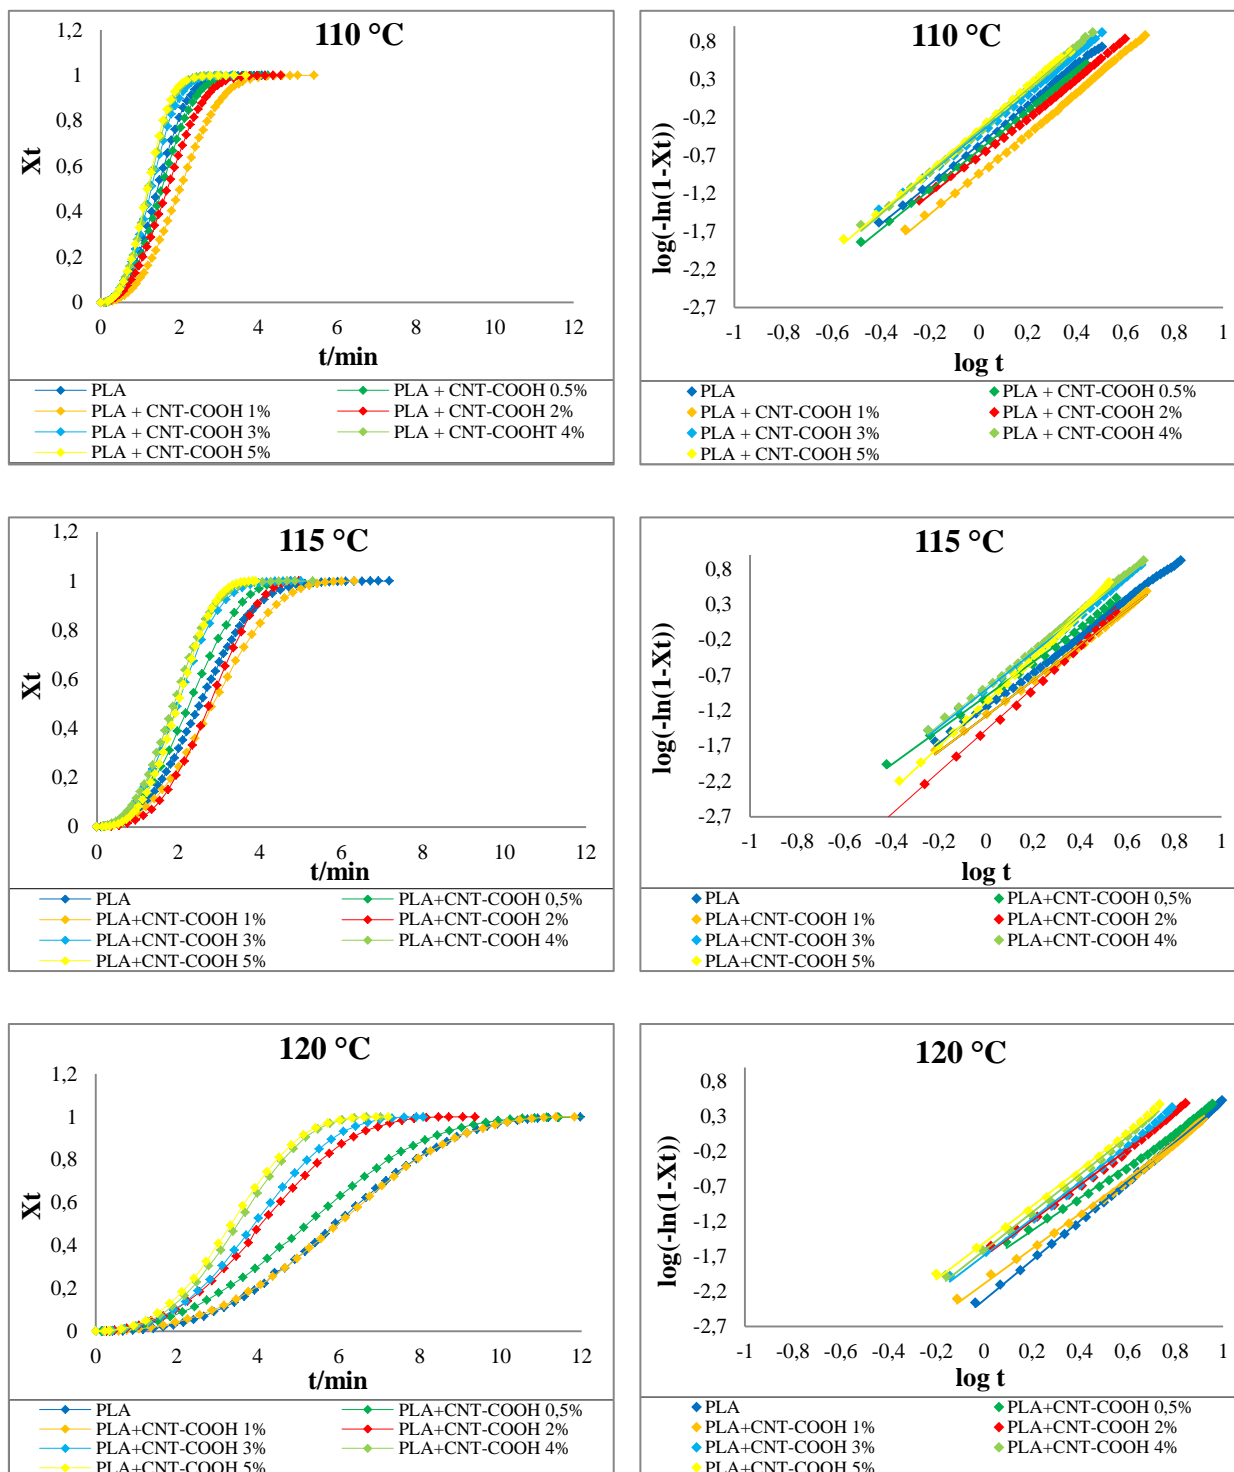 110 °C
1,2
1
0,8
0,6
0,4
0,2
0
Xt
0 2 4 6 8 10 12
t/min
PLA PLA + CNT-COOH 0.5%
PLA + CNT-COOH 1% PLA + CNT-COOH 2%
PLA + CNT-COOH 3% PLA + CNT-COOHT 4%
PLA + CNT-COOH 5%
110 °C
0,8
0,3
-0,2
-0,7
-1,2
-1,7
-2,2
-2,7
log(-ln(1-Xt))
-1 -0,8 -0,6 -0,4 -0,2 0 0,2 0,4 0,6 0,8 1
log t
PLA PLA + CNT-COOH 0.5%
PLA + CNT-COOH 1% PLA + CNT-COOH 2%
PLA + CNT-COOH 3% PLA + CNT-COOH 4%
PLA + CNT-COOH 5%
115 °C
1,2
1
0,8
0,6
0,4
0,2
0
Xt
0 2 4 6 8 10 12
t/min
PLA PLA+CNT-COOH 0,5%
PLA+CNT-COOH 1% PLA+CNT-COOH 2%
PLA+CNT-COOH 3% PLA+CNT-COOH 4%
PLA+CNT-COOH 5%
115 °C
0,8
0,3
-0,2
-0,7
-1,2
-1,7
-2,2
-2,7
log(-ln(1-Xt))
-1 -0,8 -0,6 -0,4 -0,2 0 0,2 0,4 0,6 0,8 1
log t
PLA PLA+CNT-COOH 0,5%
PLA+CNT-COOH 1% PLA+CNT-COOH 2%
PLA+CNT-COOH 3% PLA+CNT-COOH 4%
PLA+CNT-COOH 5%
120 °C
1,2
1
0,8
0,6
0,4
0,2
0
Xt
0 2 4 6 8 10 12
t/min
PLA PLA+CNT-COOH 0,5%
PLA+CNT-COOH 1% PLA+CNT-COOH 2%
PLA+CNT-COOH 3% PLA+CNT-COOH 4%
PLA+CNT-COOH 5%
120 °C
0,8
0,3
-0,2
-0,7
-1,2
-1,7
-2,2
-2,7
log(-ln(1-Xt))
-1 -0,8 -0,6 -0,4 -0,2 0 0,2 0,4 0,6 0,8 1
log t
PLA PLA+CNT-COOH 0,5%
PLA+CNT-COOH 1% PLA+CNT-COOH 2%
PLA+CNT-COOH 3% PLA+CNT-COOH 4%
PLA+CNT-COOH 5%